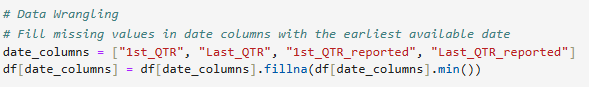 # Data Wrangling
# Fill missing values in date columns with the earliest available date
date_columns = ["1st_QTR", "Last_QTR", "1st_QTR_reported", "Last_QTR_reported"]
df[date_columns] = df[date_columns].fillna(df[date_columns].min())